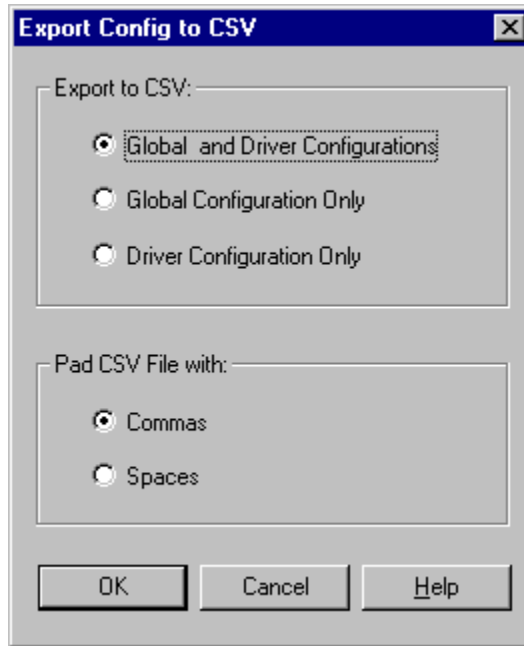 Export Config to CSV
Export to CSV:
Global and Driver Configurations
Global Configuration Only
Driver Configuration Only
Pad CSV File with:
Commas
Spaces
OK Cancel Help